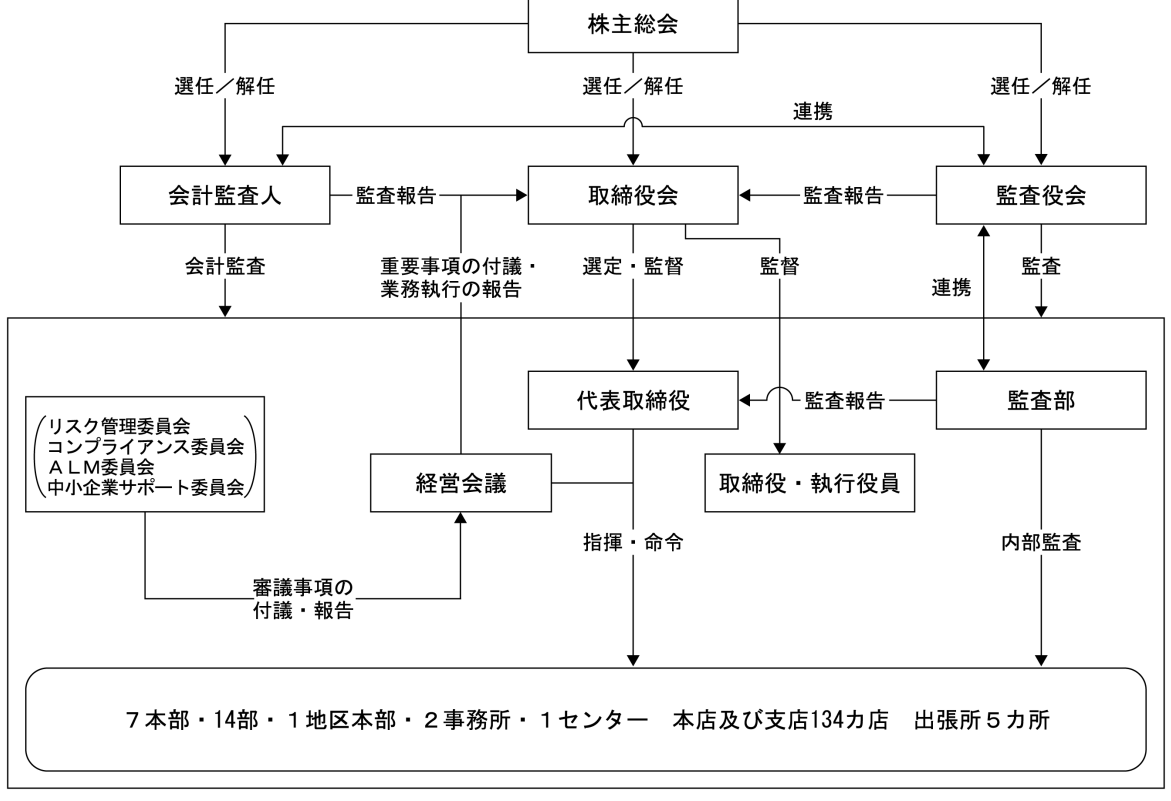 株主総会
選任／解任
選任／解任
選任／解任
連携
会計監査人
監査報告
取締役会
監査報告
監査役会
会計監査
重要事項の付議・
業務執行の報告
選定・監督
監督
連携
監査
代表取締役
監査報告
監査部
リスク管理委員会
コンプライアンス委員会
ＡＬＭ委員会
中小企業サポート委員会
経営会議
取締役・執行役員
指揮・命令
内部監査
審議事項の
付議・報告
７本部・14部・１地区本部・２事務所・１センター　本店及び支店134カ店　出張所５カ所